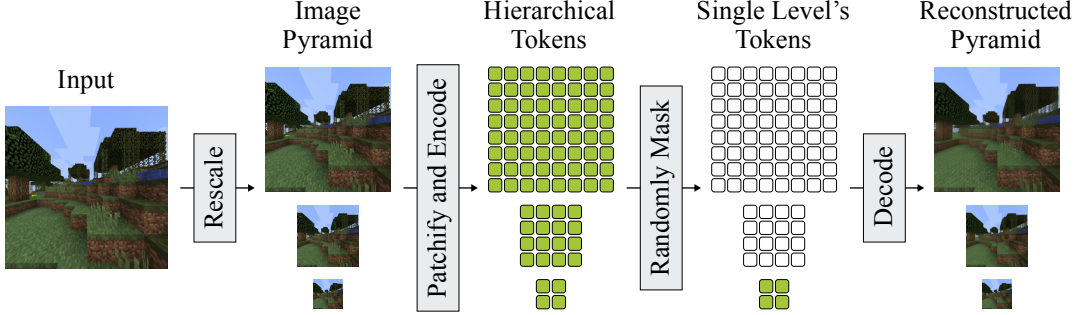 Input
Rescale
Image
Pyramid
Patchify and Encode
Hierarchical
Tokens
Randomly Mask
Single Level's
Tokens
Decode
Reconstructed
Pyramid